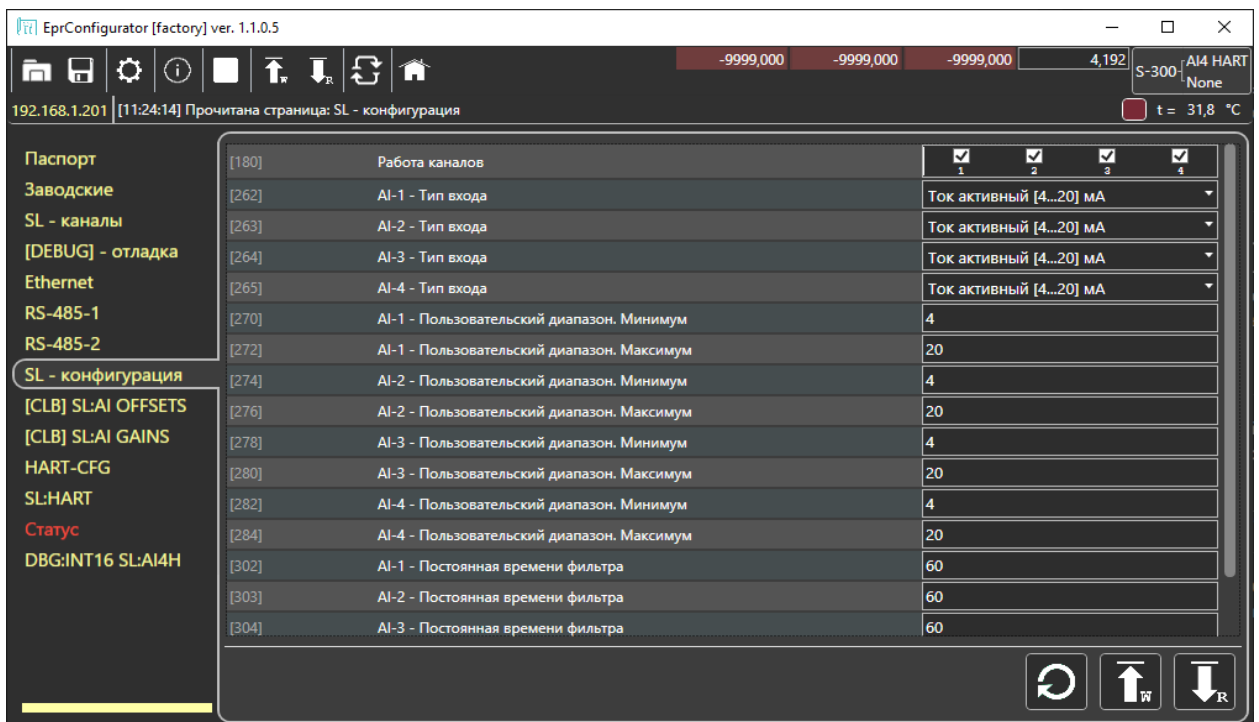 EprConfigurator [factory] ver. 1.1.0.5
-9999,000 -9999,000 -9999,000 4,192
S-300 AI4 HART
None
192.168.1.201 [11:24:14] Прочитана страница: SL - конфигурация t = 31,8 °C
Паспорт
Заводские
SL - каналы
[DEBUG] - отладка
Ethernet
RS-485-1
RS-485-2
SL - конфигурация
[CLB] SL:AI OFFSETS
[CLB] SL:AI GAINS
HART-CFG
SL:HART
Статус
DBG:INT16 SL:AI4H
[180] Работа каналов
1 2 3 4
[262] AI-1 - Тип входа Ток активный [4...20] мА
[263] AI-2 - Тип входа Ток активный [4...20] мА
[264] AI-3 - Тип входа Ток активный [4...20] мА
[265] AI-4 - Тип входа Ток активный [4...20] мА
[270] AI-1 - Пользовательский диапазон. Минимум 4
[272] AI-1 - Пользовательский диапазон. Максимум 20
[274] AI-2 - Пользовательский диапазон. Минимум 4
[276] AI-2 - Пользовательский диапазон. Максимум 20
[278] AI-3 - Пользовательский диапазон. Минимум 4
[280] AI-3 - Пользовательский диапазон. Максимум 20
[282] AI-4 - Пользовательский диапазон. Минимум 4
[284] AI-4 - Пользовательский диапазон. Максимум 20
[302] AI-1 - Постоянная времени фильтра 60
[303] AI-2 - Постоянная времени фильтра 60
[304] AI-3 - Постоянная времени фильтра 60
W R